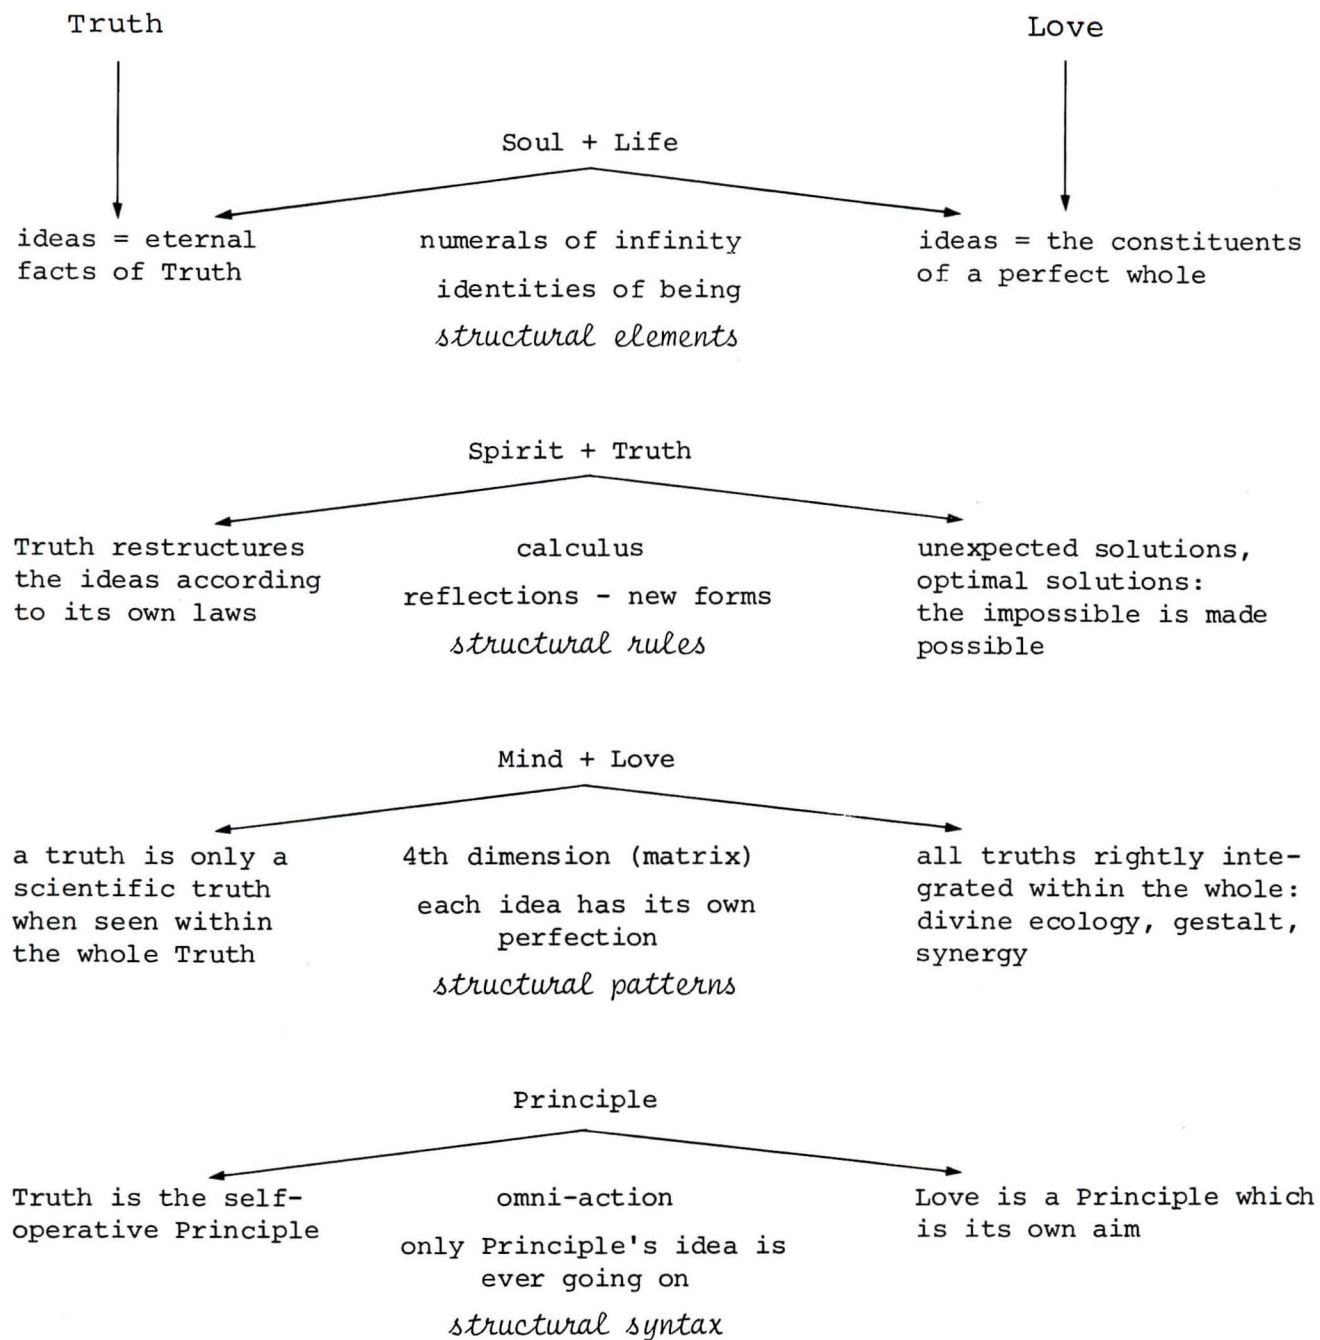 Truth
Love
Soul + Life
ideas = eternal
facts of Truth
numerals of infinity
identities of being
structural elements
ideas = the constituents
of a perfect whole
Spirit + Truth
Truth restructures
the ideas according
to its own laws
calculus
reflections - new forms
structural rules
unexpected solutions,
optimal solutions:
the impossible is made
possible
Mind + Love
a truth is only a
scientific truth
when seen within
the whole Truth
4th dimension (matrix)
each idea has its own
perfection
structural patterns
all truths rightly inte-
grated within the whole:
divine ecology, gestalt,
synergy
Principle
Truth is the self-
operative Principle
omni-action
only Principle's idea is
ever going on
structural syntax
Love is a Principle which
is its own aim